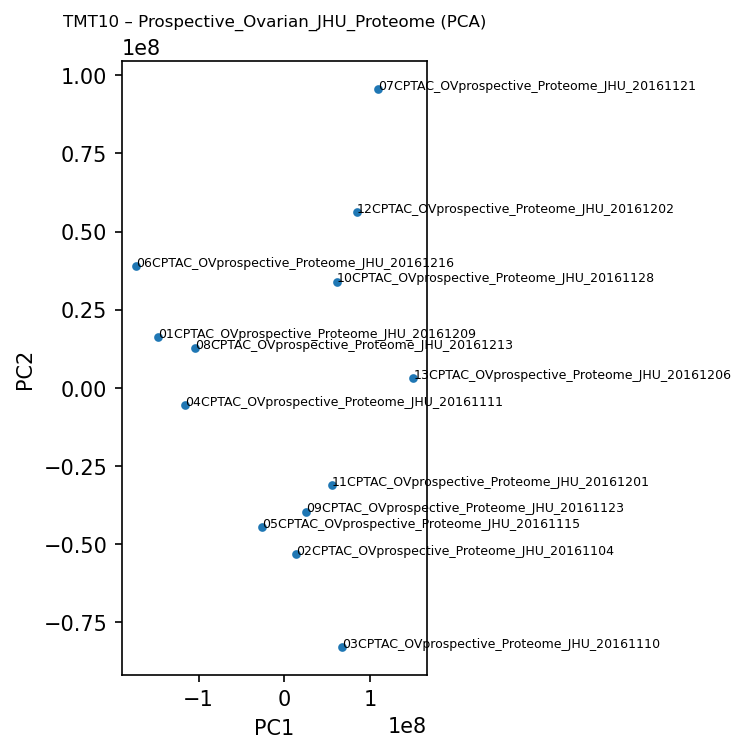 TMT10 – Prospective_Ovarian_JHU_Proteome (PCA)
1e8
1.00
07CPTAC_OVprospective_Proteome_JHU_20161121
0.75
12CPTAC_OVprospective_Proteome_JHU_20161202
0.50
06CPTAC_OVprospective_Proteome_JHU_20161216
10CPTAC_OVprospective_Proteome_JHU_20161128
0.25
01CPTAC_OVprospective_Proteome_JHU_20161209
08CPTAC_OVprospective_Proteome_JHU_20161213
PC2
0.00
13CPTAC_OVprospective_Proteome_JHU_20161206
04CPTAC_OVprospective_Proteome_JHU_20161111
−0.25
11CPTAC_OVprospective_Proteome_JHU_20161201
09CPTAC_OVprospective_Proteome_JHU_20161123
05CPTAC_OVprospective_Proteome_JHU_20161115
−0.50
02CPTAC_OVprospective_Proteome_JHU_20161104
−0.75
03CPTAC_OVprospective_Proteome_JHU_20161110
−1 0 1
PC1
1e8